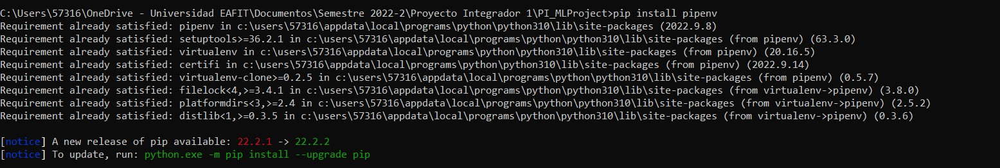 C:\Users\57316\OneDrive - Universidad EAFIT\Documentos\Semestre 2022-2\Proyecto Integrador 1\PI_MLProject>pip install pipenv
Requirement already satisfied: pipenv in c:\users\57316\appdata\local\programs\python\python310\lib\site-packages (2022.9.8)
Requirement already satisfied: setuptools>=36.2.1 in c:\users\57316\appdata\local\programs\python\python310\lib\site-packages (from pipenv) (63.3.0)
Requirement already satisfied: virtualenv in c:\users\57316\appdata\local\programs\python\python310\lib\site-packages (from pipenv) (20.16.5)
Requirement already satisfied: certifi in c:\users\57316\appdata\local\programs\python\python310\lib\site-packages (from pipenv) (2022.9.14)
Requirement already satisfied: virtualenv-clone>=0.2.5 in c:\users\57316\appdata\local\programs\python\python310\lib\site-packages (from pipenv) (0.5.7)
Requirement already satisfied: filelock<4,>=3.4.1 in c:\users\57316\appdata\local\programs\python\python310\lib\site-packages (from virtualenv->pipenv) (3.8.0)
Requirement already satisfied: platformdirs<3,>=2.4 in c:\users\57316\appdata\local\programs\python\python310\lib\site-packages (from virtualenv->pipenv) (2.5.2)
Requirement already satisfied: distlib<1,>=0.3.5 in c:\users\57316\appdata\local\programs\python\python310\lib\site-packages (from virtualenv->pipenv) (0.3.6)
[notice] A new release of pip available: 22.2.1 -> 22.2.2
[notice] To update, run: python.exe -m pip install --upgrade pip